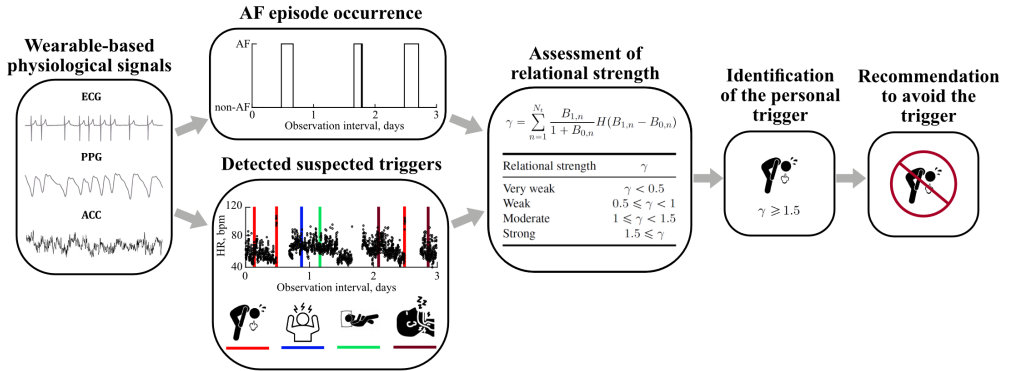 Wearable-based
physiological signals
ECG
PPG
ACC
AF episode occurrence
AF
non-AF
0 1 2 3
Observation interval, days
Detected suspected triggers
HR, bpm
120
80
40
0 1 2 3
Observation interval, days
Assessment of
relational strength
γ = \sum_{n=1}^{N_t} \frac{B_{1,n}}{1 + B_{0,n}} H(B_{1,n} − B_{0,n})
Relational strength γ
Very weak γ < 0.5
Weak 0.5 ⩽ γ < 1
Moderate 1 ⩽ γ < 1.5
Strong 1.5 ⩽ γ
Identification
of the personal
trigger
γ ⩾ 1.5
Recommendation
to avoid the
trigger